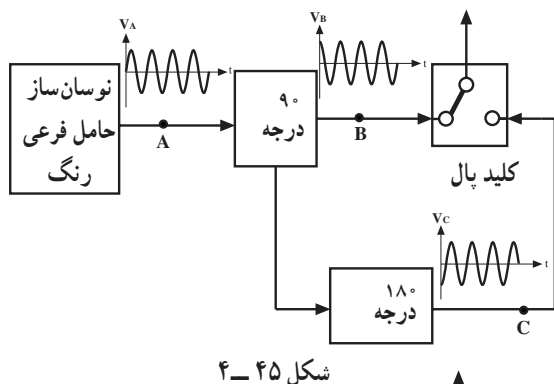 V_A
t
V_B
t
نوسان‌ساز
حامل فرعی
رنگ
A
۹۰
درجه
B
کلید پال
V_C
t
۱۸۰
درجه
C
شکل ۴۵ ــ ۴